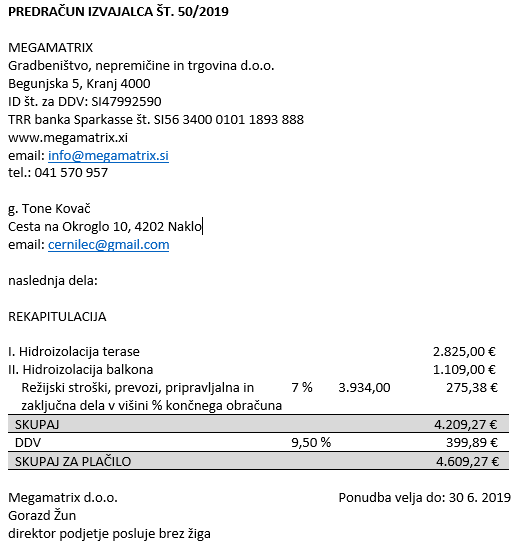 PREDRAČUN IZVAJALCA ŠT. 50/2019
MEGAMATRIX
Gradbeništvo, nepremičnine in trgovina d.o.o.
Begunjska 5, Kranj 4000
ID št. za DDV: SI47992590
TRR banka Sparkasse št. SI56 3400 0101 1893 888
www.megamatrix.xi
email: info@megamatrix.si
tel.: 041 570 957
g. Tone Kovač
Cesta na Okroglo 10, 4202 Naklo
email: cernilec@gmail.com
naslednja dela:
REKAPITULACIJA
I. Hidroizolacija terase 2.825,00 €
II. Hidroizolacija balkona 1.109,00 €
Režijski stroški, prevozi, pripravljalna in 7 % 3.934,00 275,38 €
zaključna dela v višini % končnega obračuna
SKUPAJ 4.209,27 €
DDV 9,50 % 399,89 €
SKUPAJ ZA PLAČILO 4.609,27 €
Megamatrix d.o.o. Ponudba velja do: 30 6. 2019
Gorazd Žun
direktor podjetje posluje brez žiga